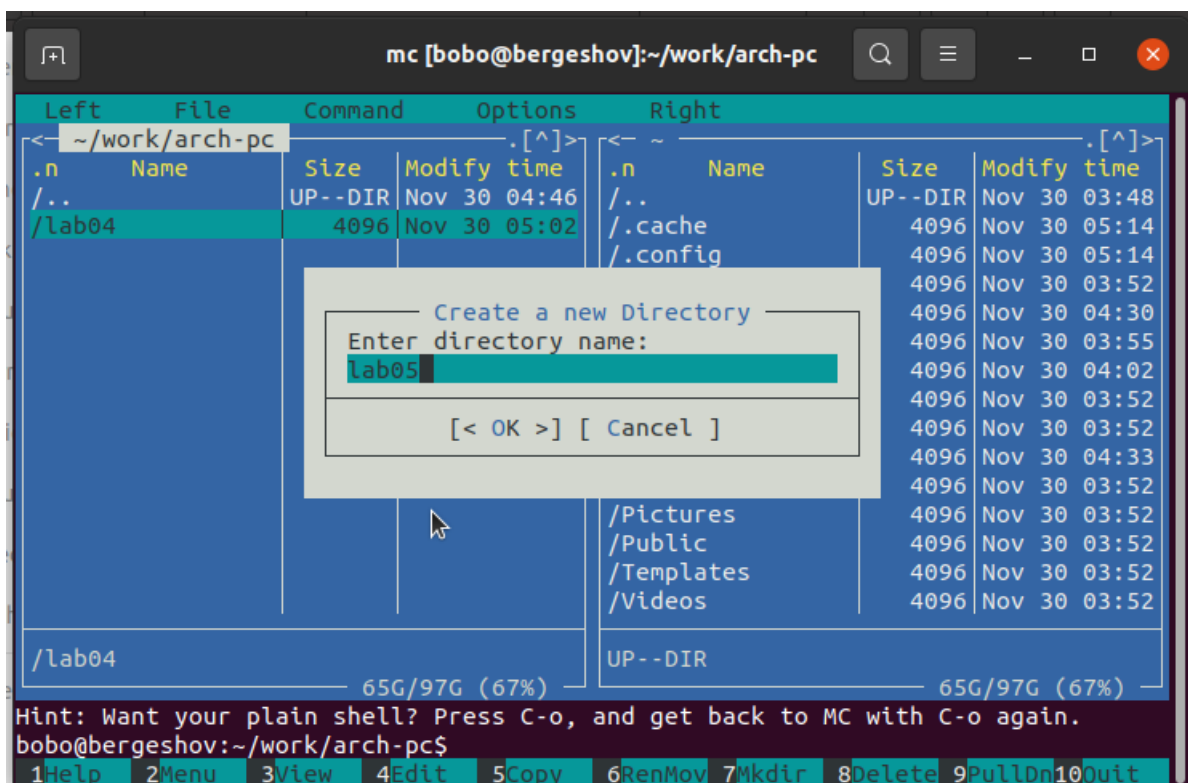 mc [bobo@bergeshov]:~/work/arch-pc
Left File Command Options Right
<— ~/work/arch-pc .[^]> <— ~ .[^]>
.n Name Size Modify time .n Name Size Modify time
/.. UP--DIR Nov 30 04:46 /.. UP--DIR Nov 30 03:48
/lab04 4096 Nov 30 05:02 /.cache 4096 Nov 30 05:14
/.config 4096 Nov 30 05:14
4096 Nov 30 03:52
Create a new Directory 4096 Nov 30 04:30
Enter directory name: 4096 Nov 30 03:55
lab05 4096 Nov 30 04:02
4096 Nov 30 03:52
[< OK >] [ Cancel ] 4096 Nov 30 03:52
4096 Nov 30 04:33
4096 Nov 30 03:52
/Pictures 4096 Nov 30 03:52
/Public 4096 Nov 30 03:52
/Templates 4096 Nov 30 03:52
/Videos 4096 Nov 30 03:52
/lab04 UP--DIR
65G/97G (67%) 65G/97G (67%)
Hint: Want your plain shell? Press C-o, and get back to MC with C-o again.
bobo@bergeshov:~/work/arch-pc$
1Help 2Menu 3View 4Edit 5Copy 6RenMov 7Mkdir 8Delete 9PullDn 10Quit